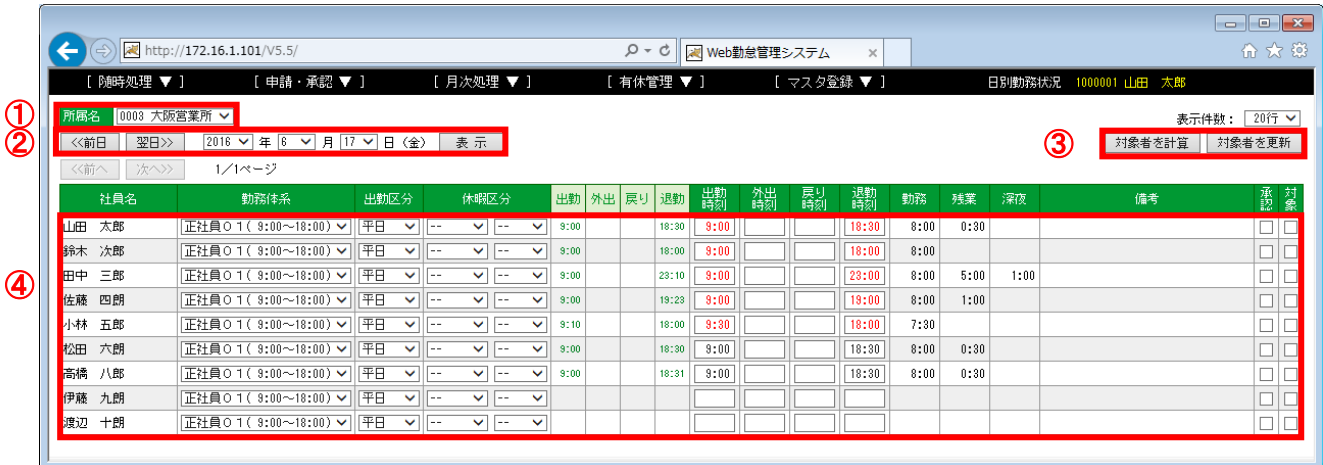 http://172.16.1.101/V5.5/ Web勤怠管理システム ×
[ 随時処理 ▼ ] [ 申請・承認 ▼ ] [ 月次処理 ▼ ] [ 有休管理 ▼ ] [ マスタ登録 ▼ ] 日別勤務状況 1000001 山田 太郎
① 所属名 0003 大阪営業所 表示件数： 20行
② <<前日 翌日>> 2016 年 6 月 17 日 (金) 表 示 ③ 対象者を計算 対象者を更新
<<前へ 次へ>> 1／1ページ
社員名 勤務体系 出勤区分 休暇区分 出勤 外出 戻り 退勤 出勤時刻 外出時刻 戻り時刻 退勤時刻 勤務 残業 深夜 備考 承認 対象
山田 太郎 正社員０１( 9:00～18:00) 平日 -- -- 9:00 18:30 9:00 18:30 8:00 0:30
鈴木 次郎 正社員０１( 9:00～18:00) 平日 -- -- 9:00 18:00 9:00 18:00 8:00
田中 三郎 正社員０１( 9:00～18:00) 平日 -- -- 9:00 23:10 9:00 23:00 8:00 5:00 1:00
④ 佐藤 四朗 正社員０１( 9:00～18:00) 平日 -- -- 9:00 19:23 9:00 19:00 8:00 1:00
小林 五郎 正社員０１( 9:00～18:00) 平日 -- -- 9:10 18:00 9:30 18:00 7:30
松田 六朗 正社員０１( 9:00～18:00) 平日 -- -- 9:00 18:30 9:00 18:30 8:00 0:30
高橋 八郎 正社員０１( 9:00～18:00) 平日 -- -- 9:00 18:31 9:00 18:30 8:00 0:30
伊藤 九朗 正社員０１( 9:00～18:00) 平日 -- --
渡辺 十朗 正社員０１( 9:00～18:00) 平日 -- --